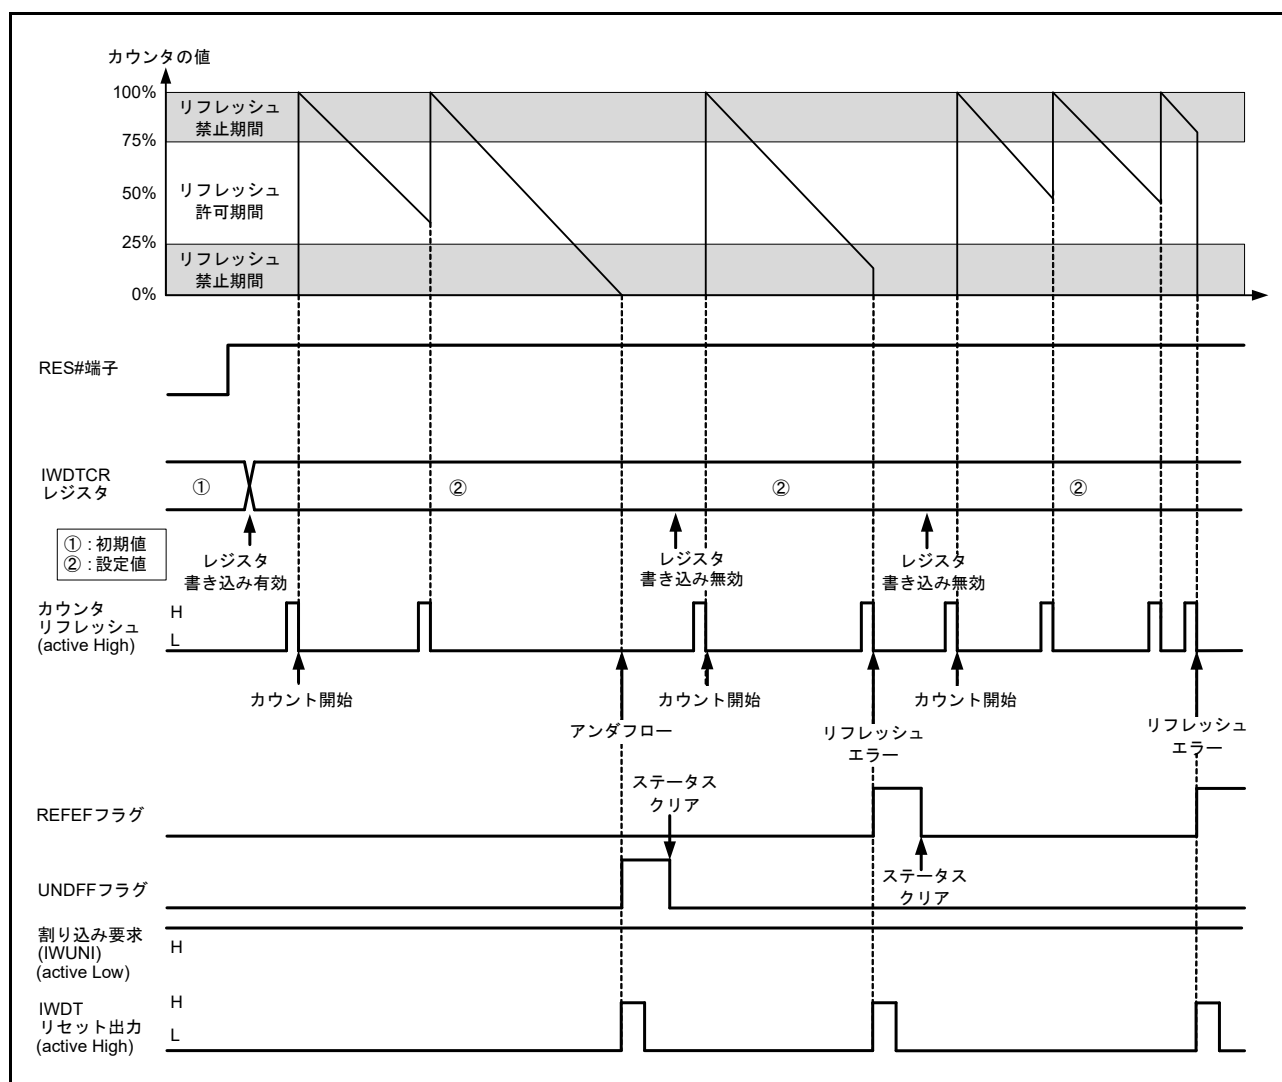 カウンタの値
100%
リフレッシュ
禁止期間
75%
50%
リフレッシュ
許可期間
25%
リフレッシュ
禁止期間
0%
RES#端子
IWDTCR
レジスタ
①
②
②
②
① : 初期値
② : 設定値
レジスタ
書き込み有効
レジスタ
書き込み無効
レジスタ
書き込み無効
カウンタ
リフレッシュ
(active High)
H
L
カウント開始
カウント開始
カウント開始
アンダフロー
リフレッシュ
エラー
リフレッシュ
エラー
ステータス
クリア
REFEFフラグ
ステータス
クリア
UNDFFフラグ
割り込み要求
(IWUNI)
(active Low)
H
IWDT
リセット出力
(active High)
H
L